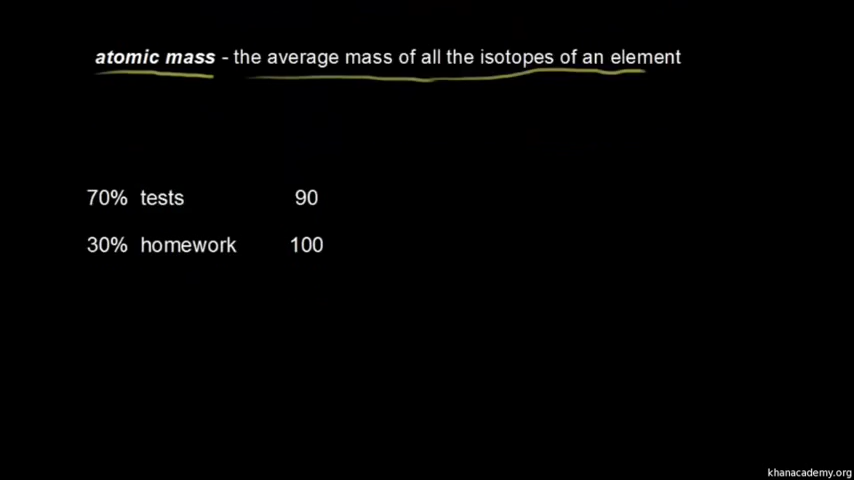 atomic mass - the average mass of all the isotopes of an element
70% tests 90
30% homework 100
khanacademy.org